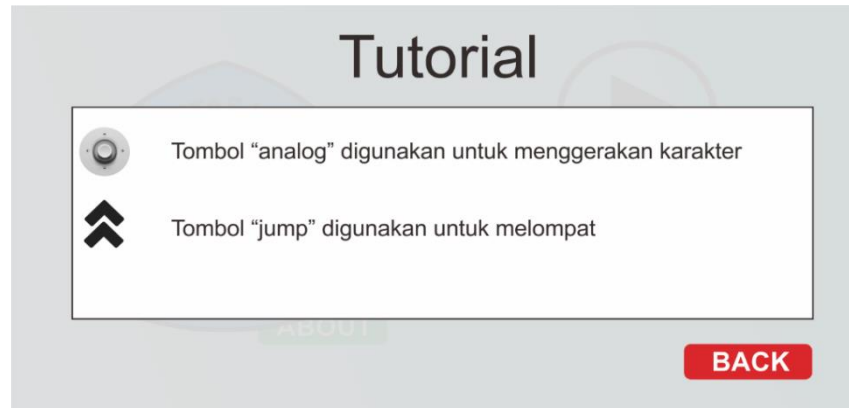 Tutorial
Tombol “analog” digunakan untuk menggerakan karakter
Tombol “jump” digunakan untuk melompat
ABOUT
BACK